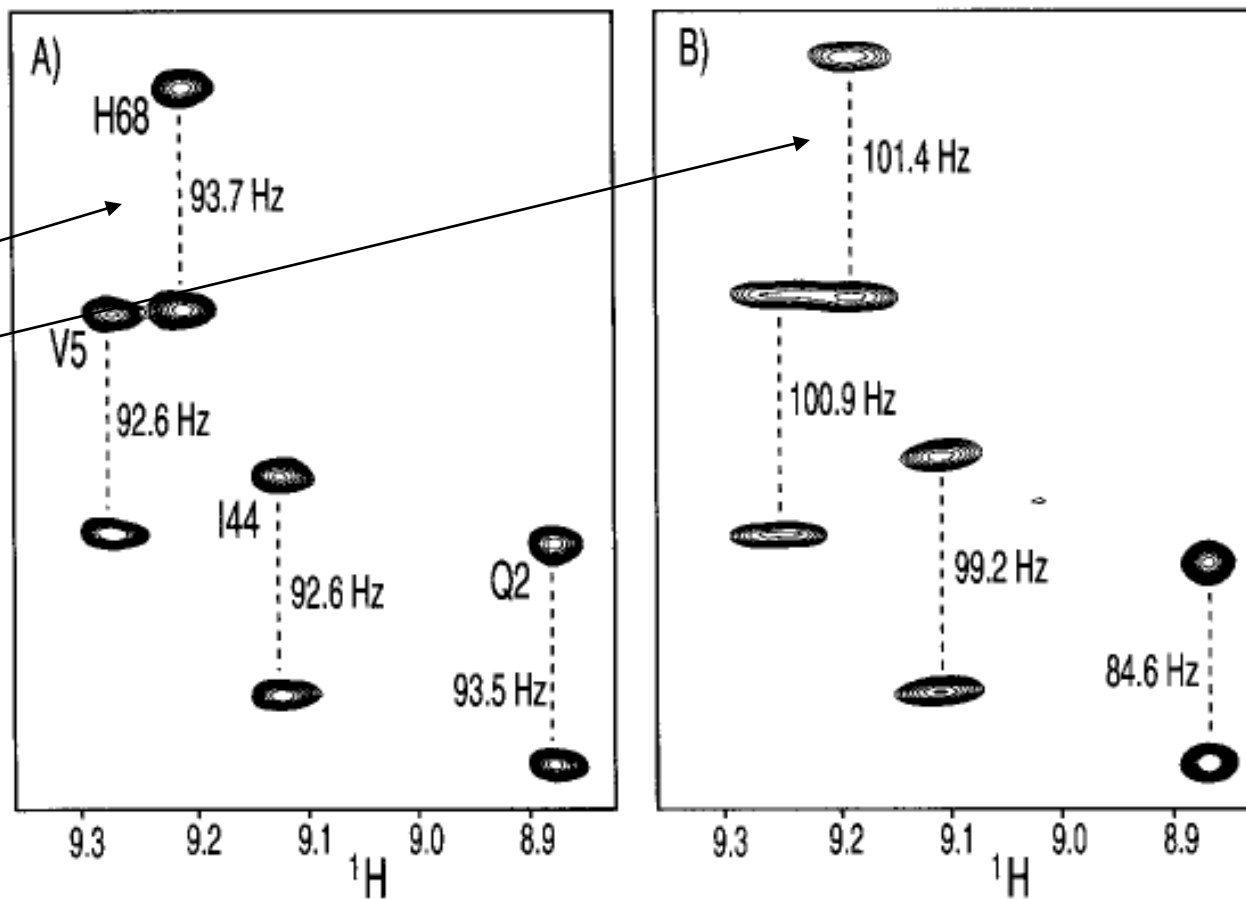 A)
H68
93.7 Hz
V5
92.6 Hz
I44
92.6 Hz
Q2
93.5 Hz
9.3 9.2 9.1 9.0 8.9
¹H
B)
101.4 Hz
100.9 Hz
99.2 Hz
84.6 Hz
9.3 9.2 9.1 9.0 8.9
¹H